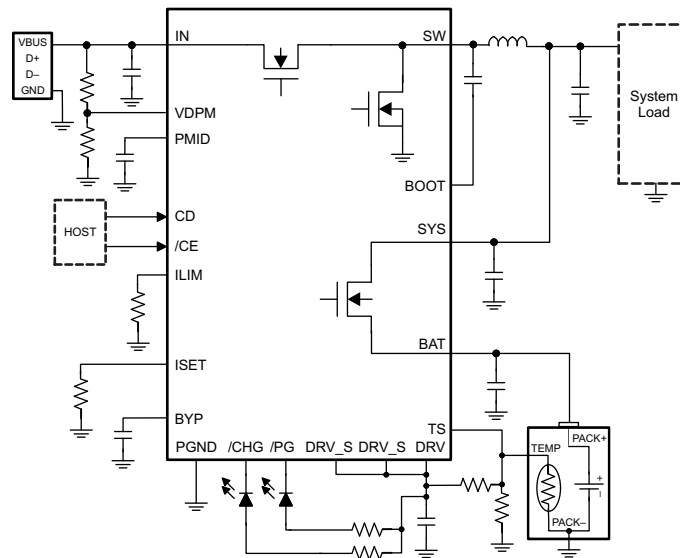 VBUS
D+
D–
GND
IN
SW
VDPM
PMID
BOOT
System
Load
HOST
CD
/CE
SYS
ILIM
BAT
ISET
BYP
TS
PGND
/CHG
/PG
DRV_S
DRV_S
DRV
TEMP
PACK+
+
PACK–